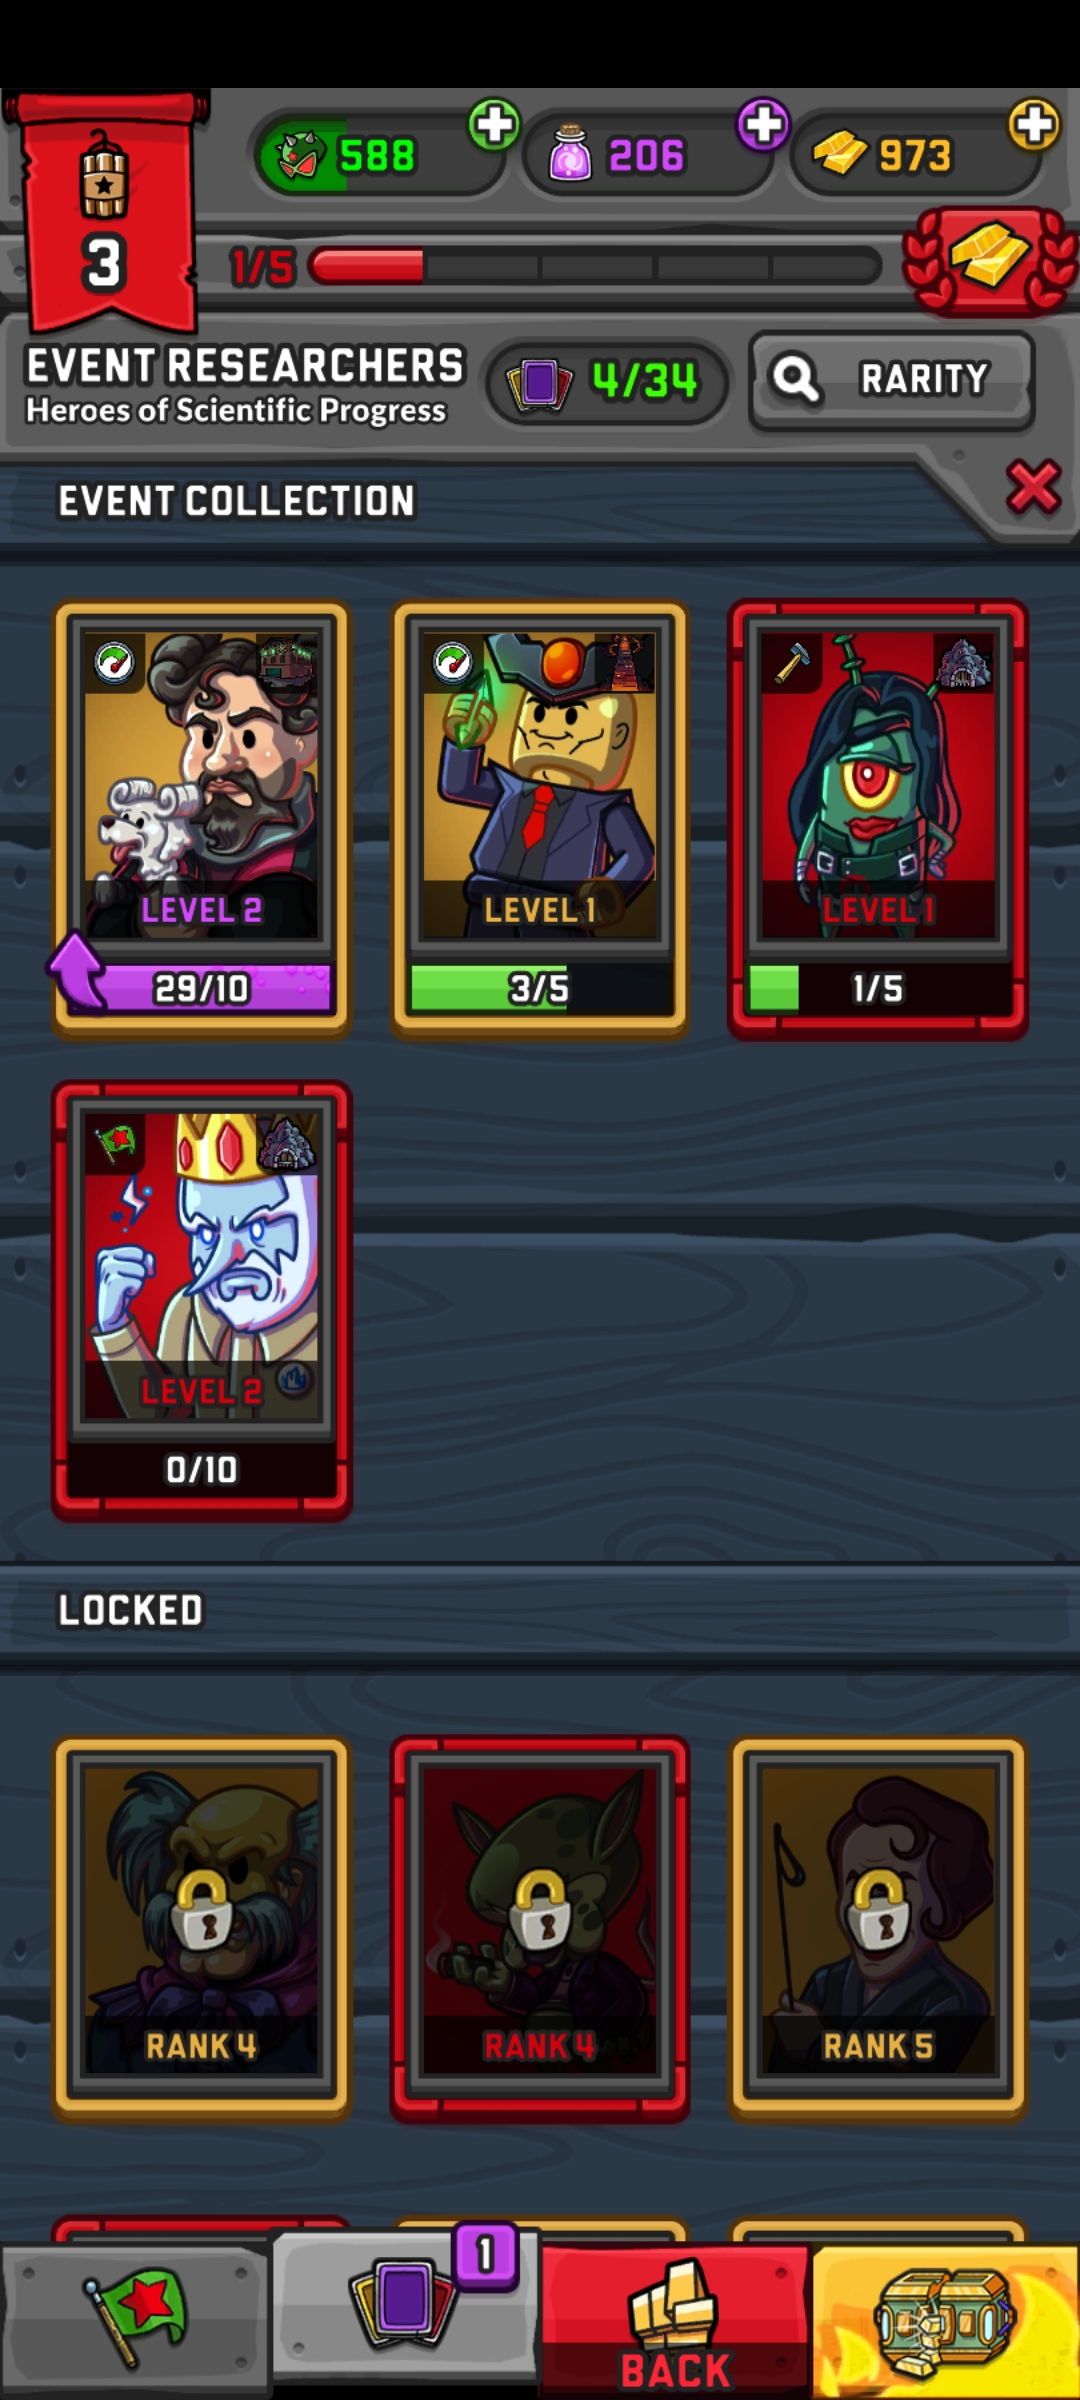 588
206
973
3
1/5
EVENT RESEARCHERS
Heroes of Scientific Progress
4/34
RARITY
EVENT COLLECTION
LEVEL 2
LEVEL 1
LEVEL 1
29/10
3/5
1/5
LEVEL 2
0/10
LOCKED
RANK 4
RANK 4
RANK 5
1
BACK